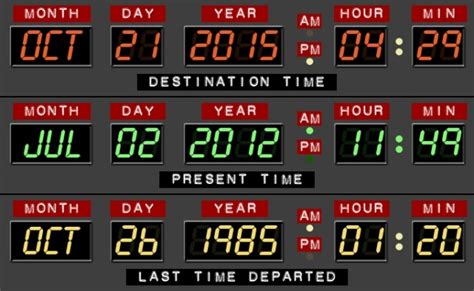 MONTH DAY YEAR AM HOUR MIN
OCT 21 2015 PM 04:29
DESTINATION TIME
MONTH DAY YEAR AM HOUR MIN
JUL 02 2012 PM 11:49
PRESENT TIME
MONTH DAY YEAR AM HOUR MIN
OCT 26 1985 PM 01:20
LAST TIME DEPARTED